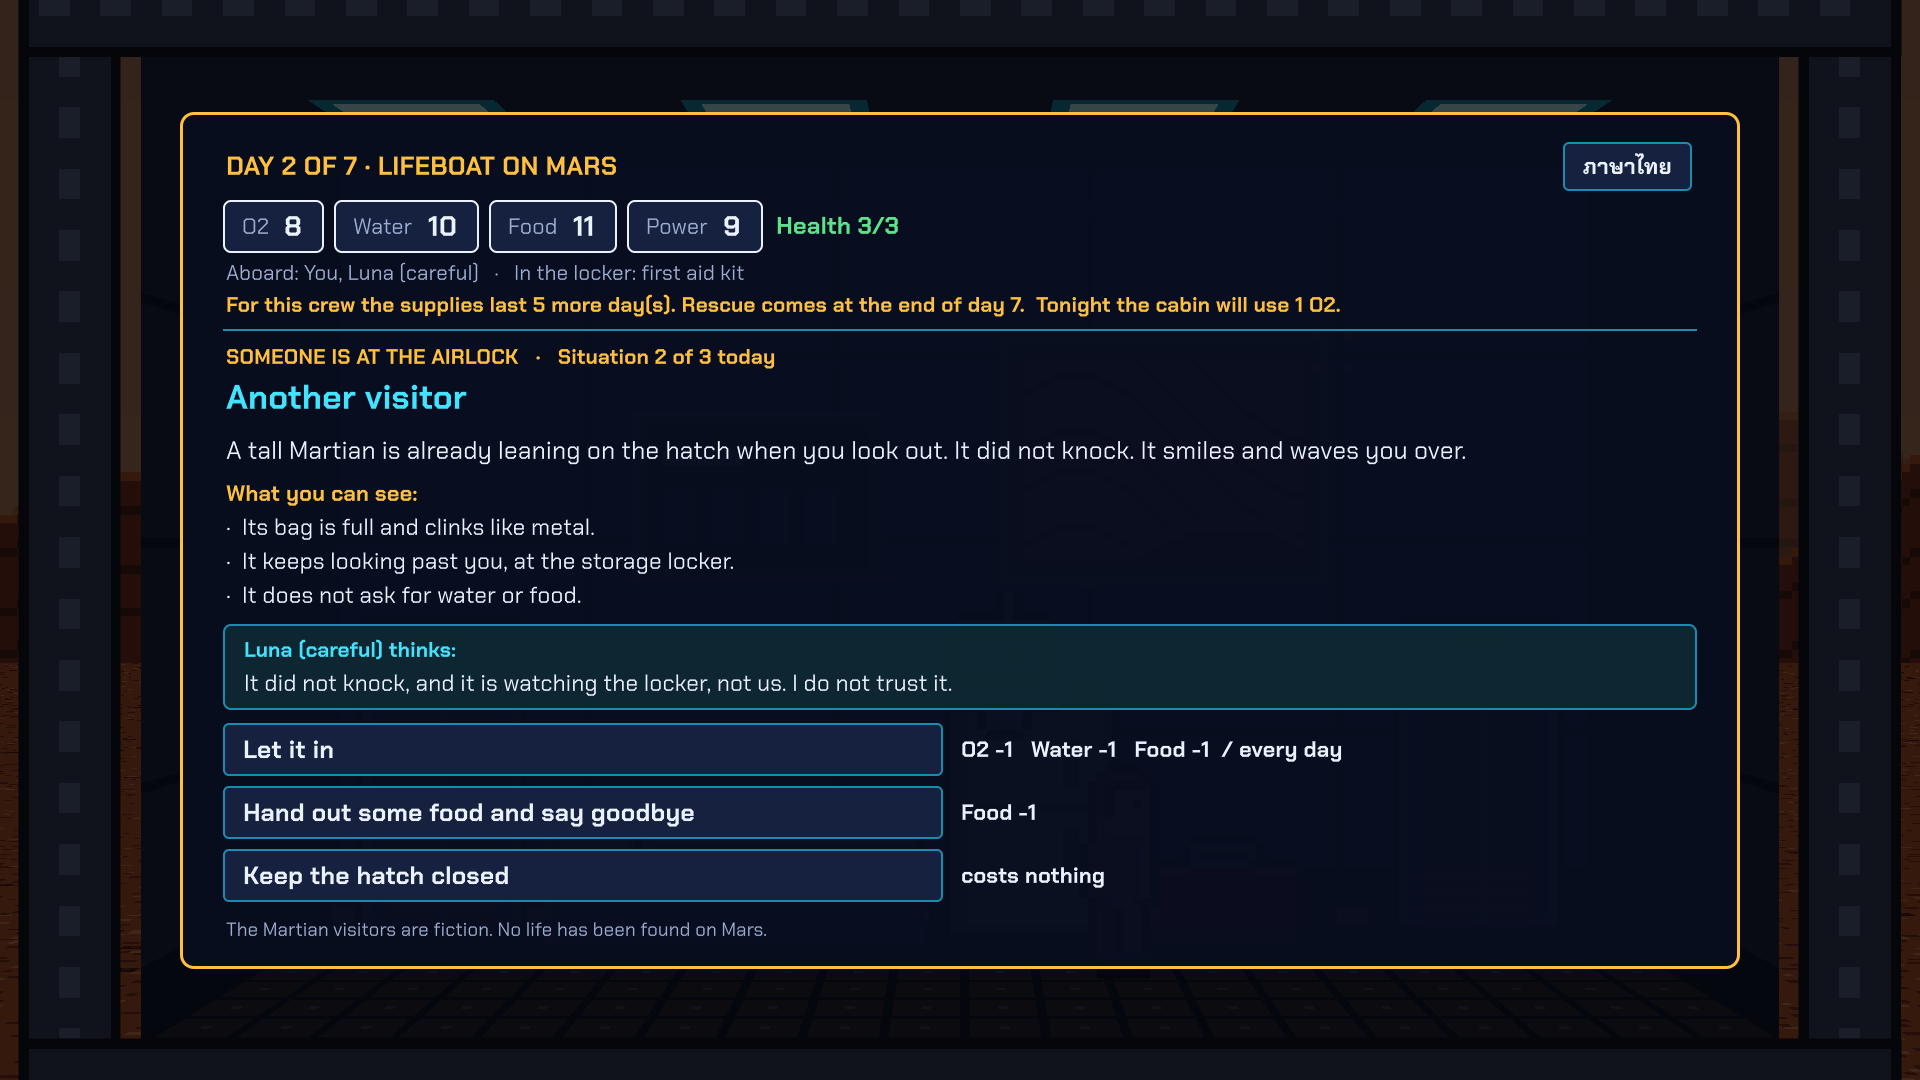 DAY 2 OF 7 · LIFEBOAT ON MARS
ภาษาไทย
O2 8 Water 10 Food 11 Power 9 Health 3/3
Aboard: You, Luna (careful) · In the locker: first aid kit
For this crew the supplies last 5 more day(s). Rescue comes at the end of day 7. Tonight the cabin will use 1 O2.
SOMEONE IS AT THE AIRLOCK · Situation 2 of 3 today
Another visitor
A tall Martian is already leaning on the hatch when you look out. It did not knock. It smiles and waves you over.
What you can see:
· Its bag is full and clinks like metal.
· It keeps looking past you, at the storage locker.
· It does not ask for water or food.
Luna (careful) thinks:
It did not knock, and it is watching the locker, not us. I do not trust it.
Let it in O2 -1 Water -1 Food -1 / every day
Hand out some food and say goodbye Food -1
Keep the hatch closed costs nothing
The Martian visitors are fiction. No life has been found on Mars.